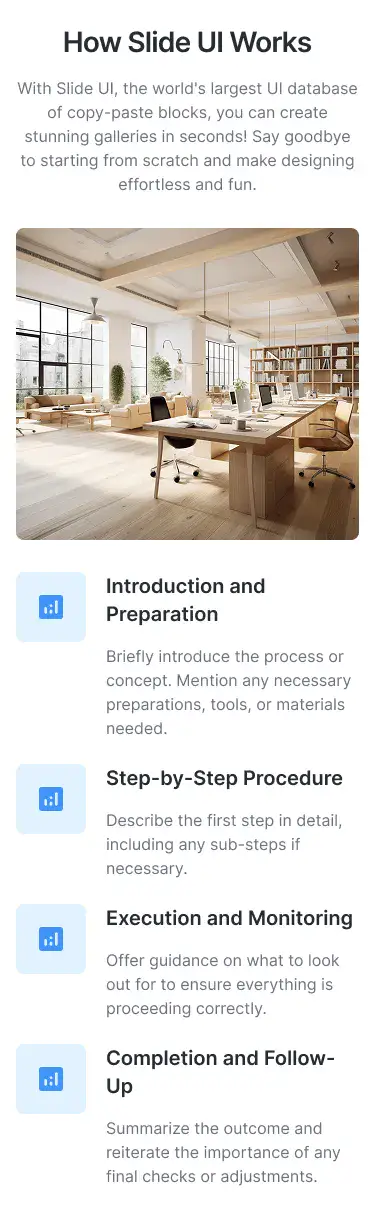 How Slide UI Works
With Slide UI, the world's largest UI database
of copy-paste blocks, you can create
stunning galleries in seconds! Say goodbye
to starting from scratch and make designing
effortless and fun.
Introduction and
Preparation
Briefly introduce the process or
concept. Mention any necessary
preparations, tools, or materials
needed.
Step-by-Step Procedure
Describe the first step in detail,
including any sub-steps if
necessary.
Execution and Monitoring
Offer guidance on what to look
out for to ensure everything is
proceeding correctly.
Completion and Follow-
Up
Summarize the outcome and
reiterate the importance of any
final checks or adjustments.